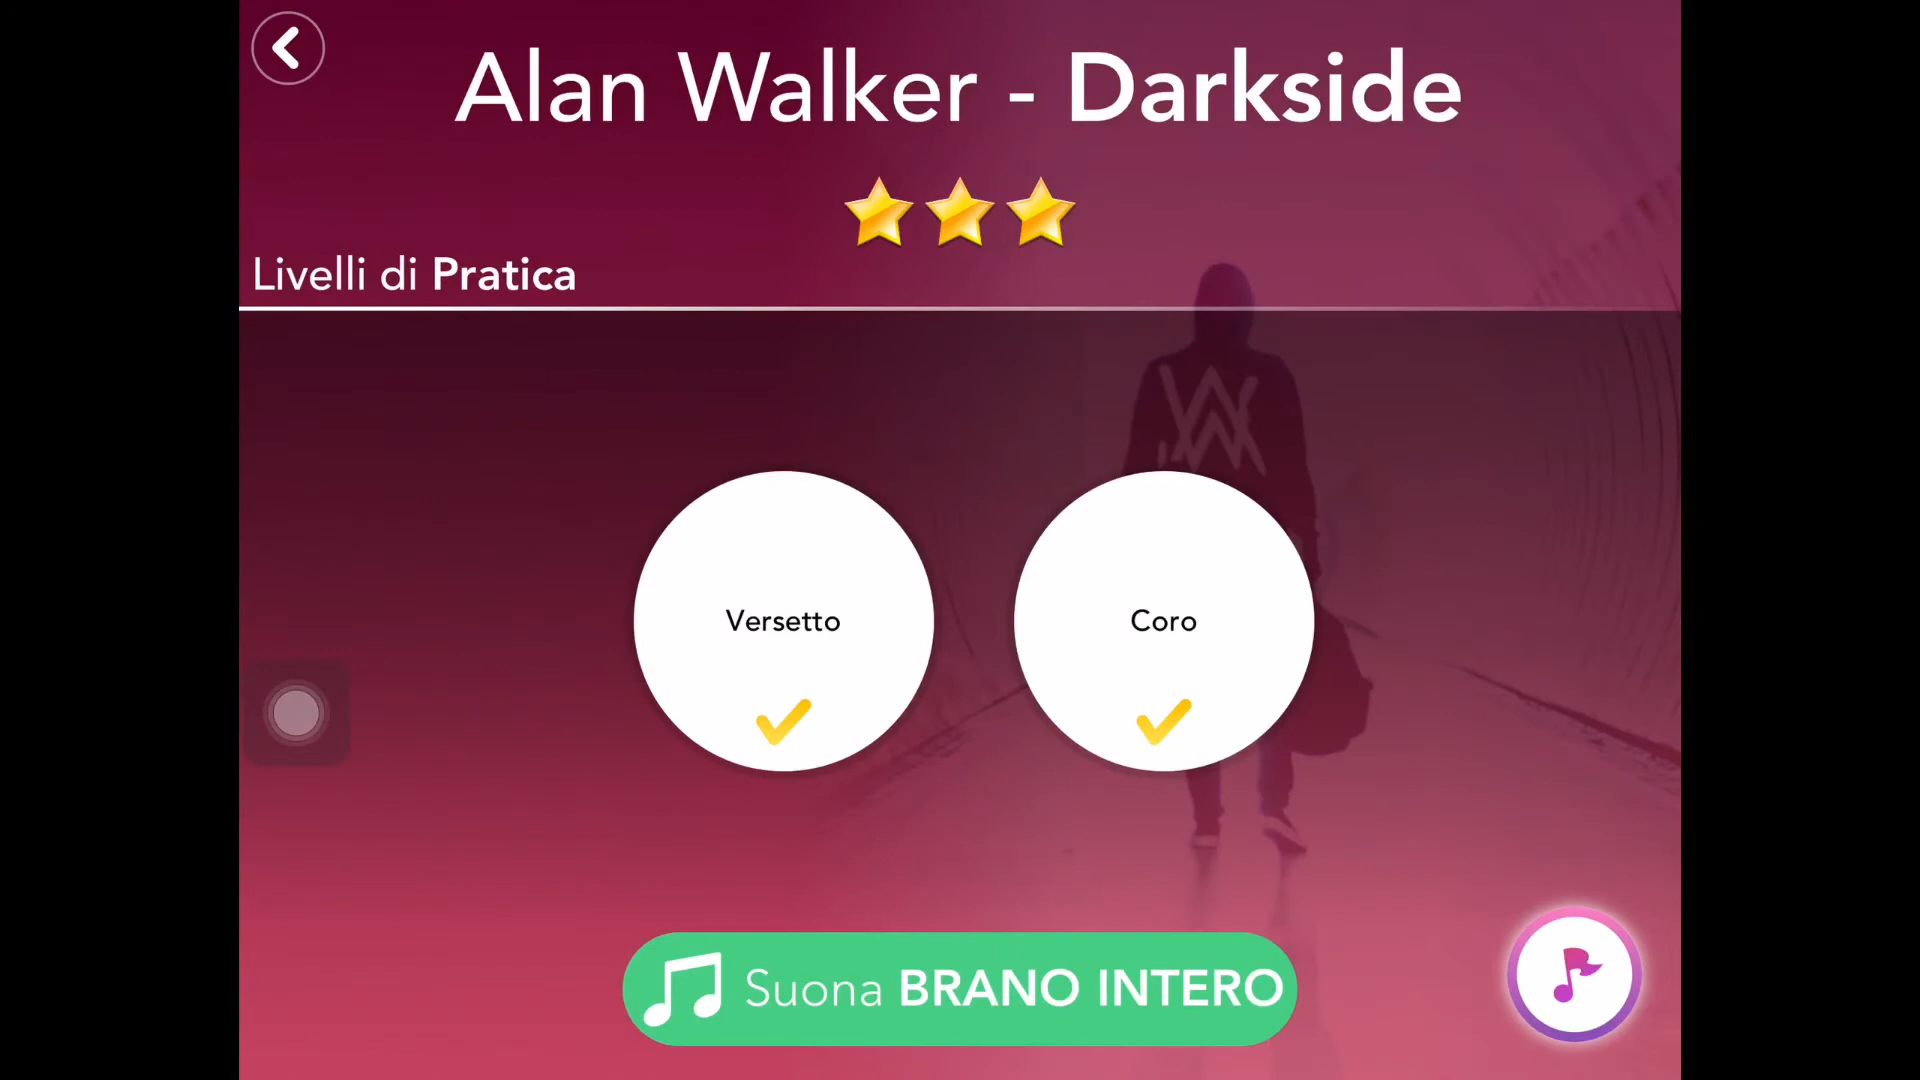 Alan Walker - Darkside
Livelli di Pratica
Versetto
Coro
Suona BRANO INTERO